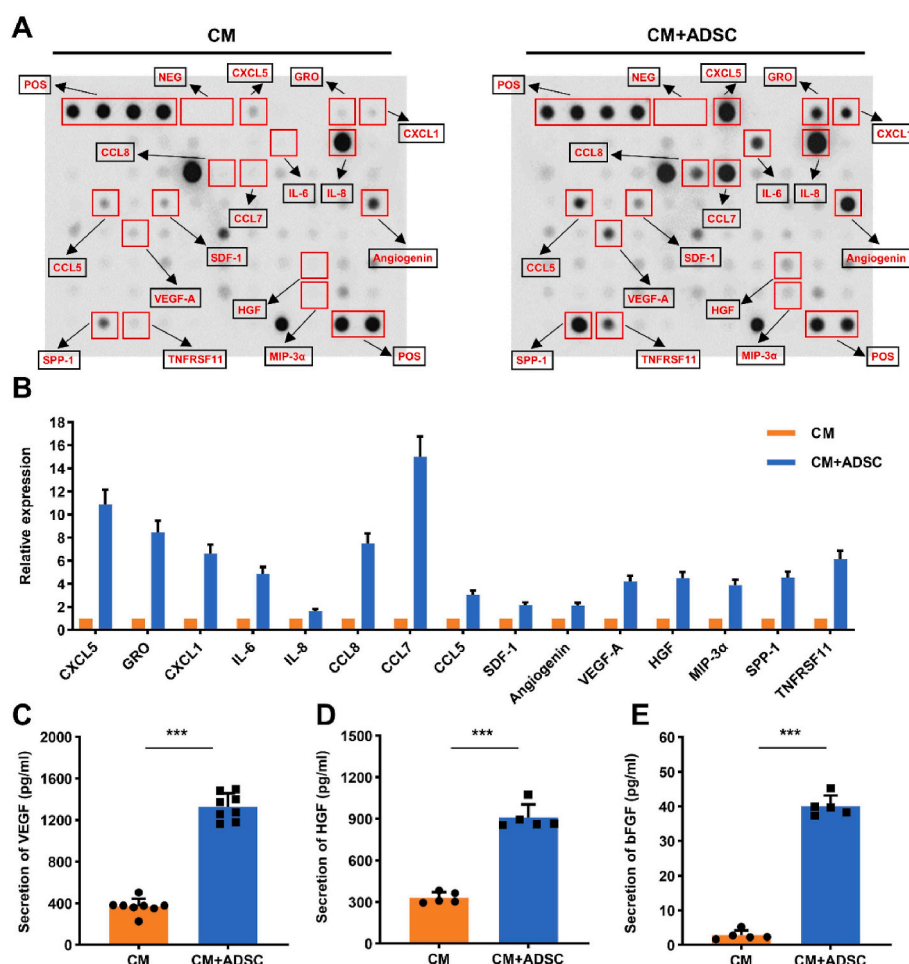 A
CM
CM+ADSC
POS
NEG
CXCL5
GRO
CXCL1
CCL8
IL-6
IL-8
CCL7
CCL5
SDF-1
Angiogenin
VEGF-A
HGF
SPP-1
TNFRSF11
MIP-3α
POS
POS
NEG
CXCL5
GRO
CXCL1
CCL8
IL-6
IL-8
CCL7
CCL5
SDF-1
Angiogenin
VEGF-A
HGF
SPP-1
TNFRSF11
MIP-3α
POS
B
Relative expression
18
16
14
12
10
8
6
4
2
0
CM
CM+ADSC
CXCL5
GRO
CXCL1
IL-6
IL-8
CCL8
CCL7
CCL5
SDF-1
Angiogenin
VEGF-A
HGF
MIP-3α
SPP-1
TNFRSF11
C
Secretion of VEGF (pg/ml)
2000
1600
1200
800
400
0
***
CM
CM+ADSC
D
Secretion of HGF (pg/ml)
1500
1200
900
600
300
0
***
CM
CM+ADSC
E
Secretion of bFGF (pg/ml)
60
50
40
30
20
10
0
***
CM
CM+ADSC